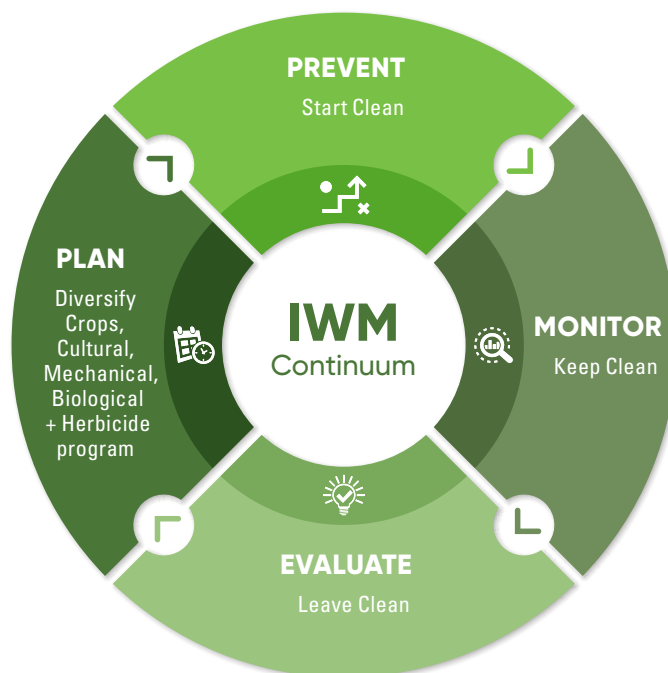 PREVENT
Start Clean
PLAN
Diversify
Crops,
Cultural,
Mechanical,
Biological
+ Herbicide
program
IWM
Continuum
MONITOR
Keep Clean
EVALUATE
Leave Clean